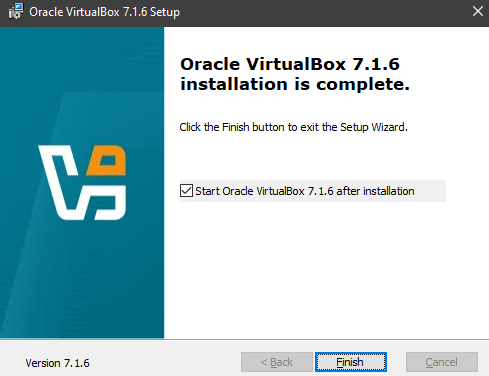 Oracle VirtualBox 7.1.6 Setup
Oracle VirtualBox 7.1.6
installation is complete.
Click the Finish button to exit the Setup Wizard.
Start Oracle VirtualBox 7.1.6 after installation
Version 7.1.6
< Back
Finish
Cancel